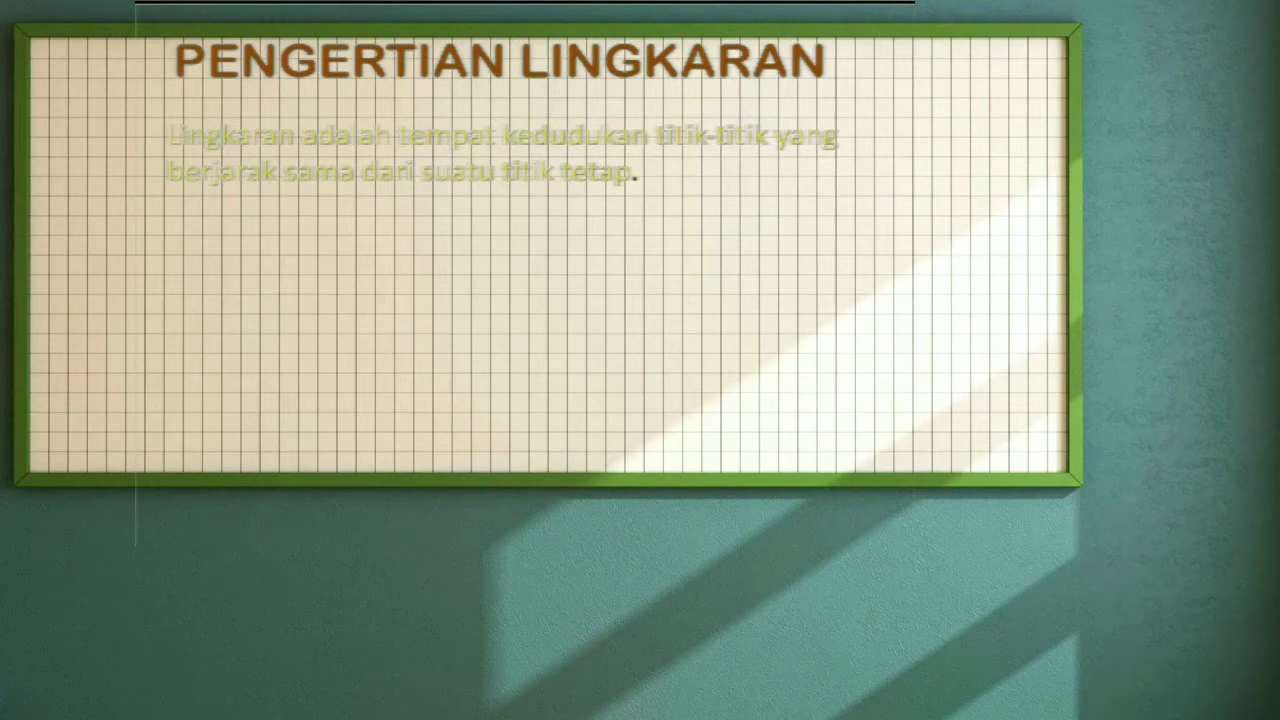 PENGERTIAN LINGKARAN
Lingkaran adalah tempat kedudukan titik-titik yang
berjarak sama dari suatu titik tetap.